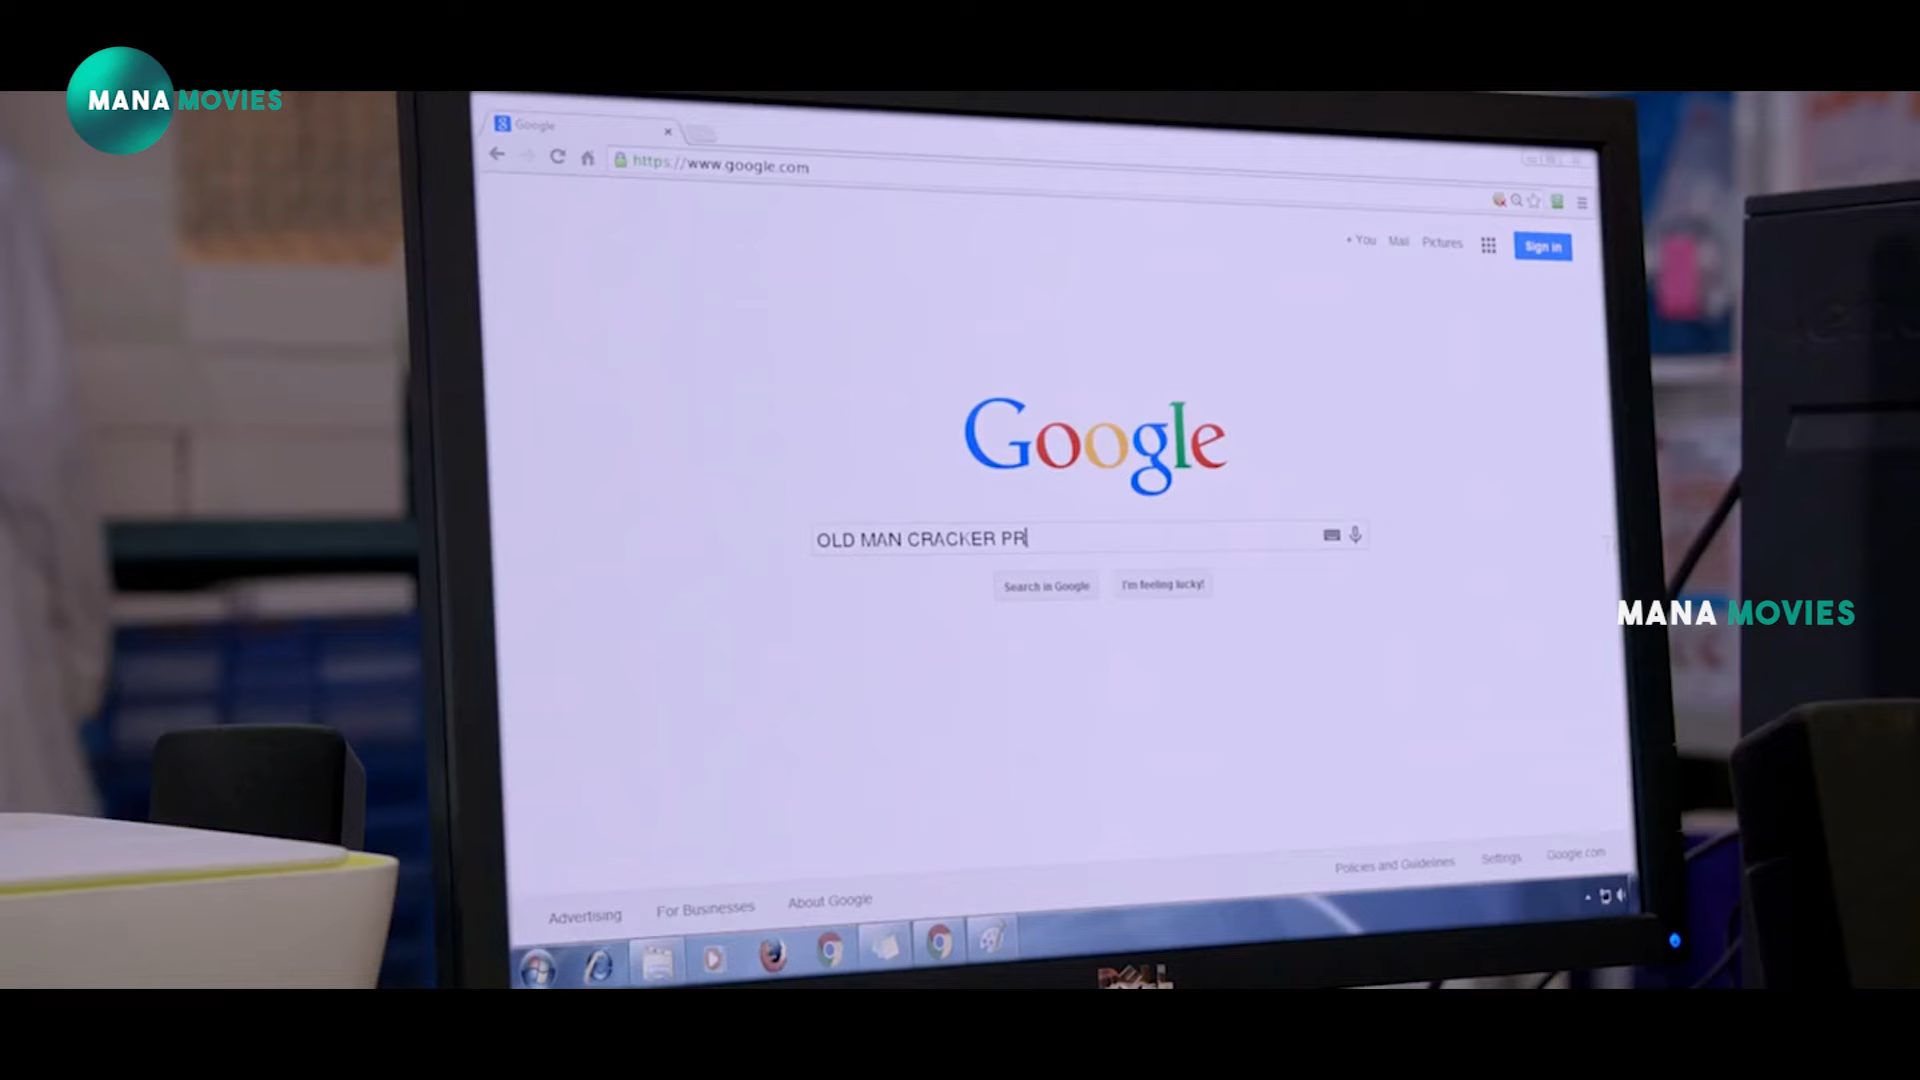 MANA MOVIES
Google
https://www.google.com
+ You Mail Pictures Sign in
Google
OLD MAN CRACKER PR
Search in Google I'm feeling lucky!
MANA MOVIES
Policies and Guidelines Settings Google.com
Advertising For Businesses About Google
DELL